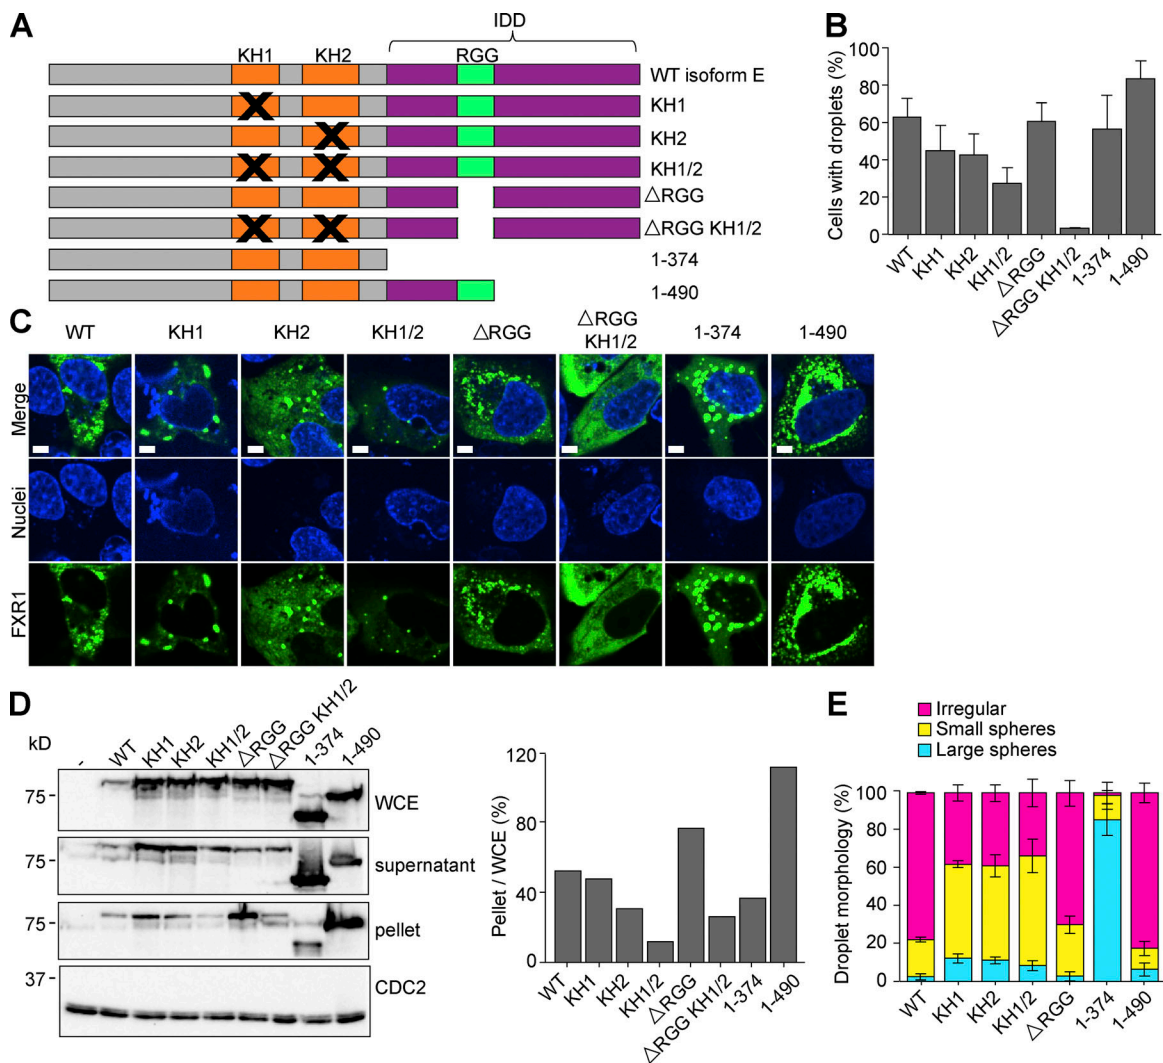 A
IDD
KH1
KH2
RGG
WT isoform E
KH1
KH2
KH1/2
△RGG
△RGG KH1/2
1-374
1-490
B
Cells with droplets (%)
100
80
60
40
20
0
WT
KH1
KH2
KH1/2
△RGG
△RGG KH1/2
1-374
1-490
C
WT
KH1
KH2
KH1/2
△RGG
△RGG
KH1/2
1-374
1-490
Merge
Nuclei
FXR1
D
kD
-
WT
KH1
KH2
KH1/2
△RGG
△RGG KH1/2
1-374
1-490
75
WCE
75
supernatant
75
pellet
37
CDC2
Pellet / WCE (%)
120
80
40
0
WT
KH1
KH2
KH1/2
△RGG
△RGG KH1/2
1-374
1-490
E
Irregular
Small spheres
Large spheres
Droplet morphology (%)
100
80
60
40
20
0
WT
KH1
KH2
KH1/2
△RGG
1-374
1-490